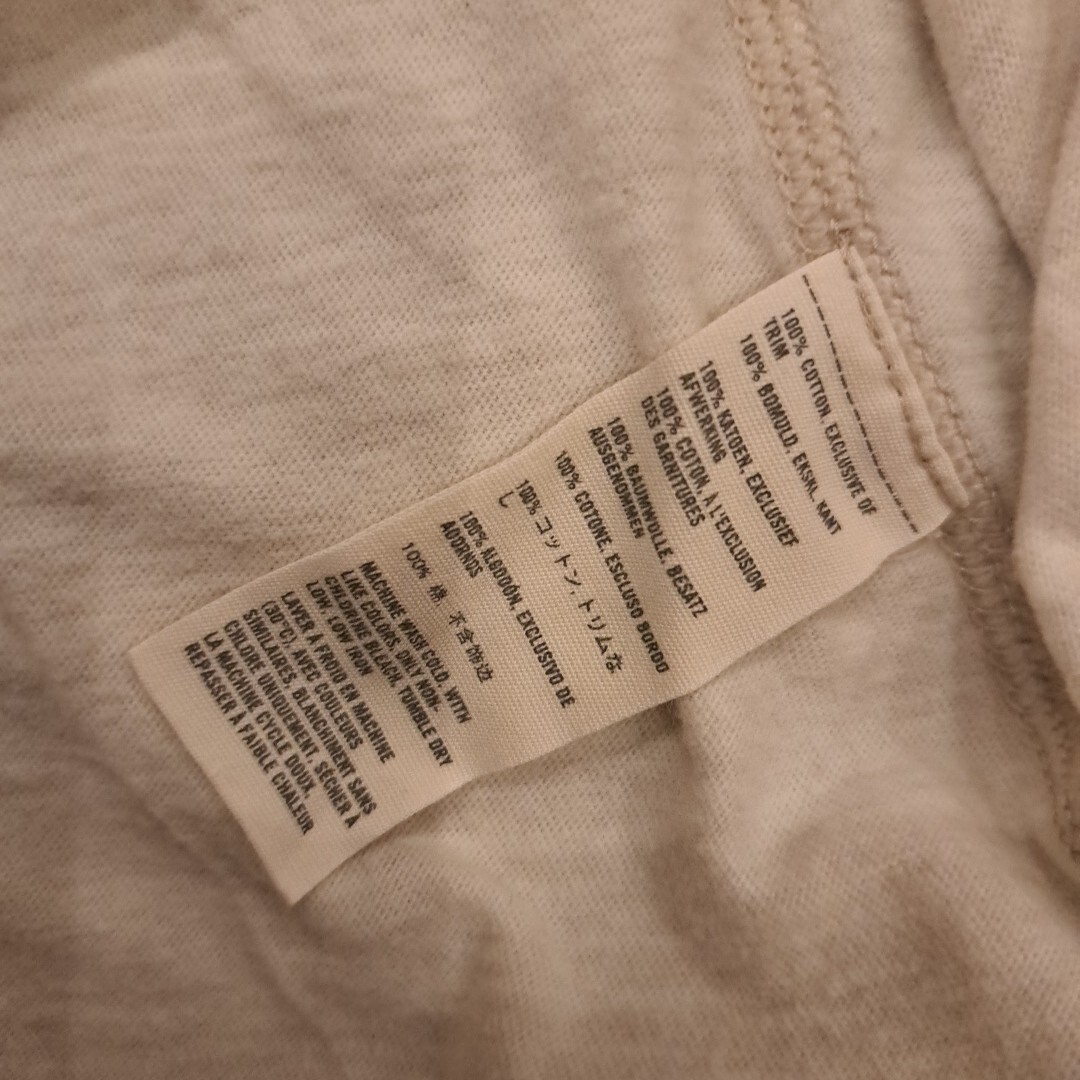 100% COTTON, EXCLUSIVE OF
TRIM
100% BOMULD, EKSKL. KANT
100% KATOEN, EXCLUSIEF
AFWERKING
100% COTON, À L'EXCLUSION
DES GARNITURES
100% BAUMWOLLE, BESATZ
AUSGENOMMEN
100% COTONE, ESCLUSO BORDO
100% コットン, トリムな
し
100% ALGODÓN, EXCLUSIVO DE
ADORNOS
100% 棉, 不含饰边
MACHINE WASH COLD, WITH
LIKE COLORS, ONLY NON-
CHLORINE BLEACH, TUMBLE DRY
LOW, LOW IRON
LAVER À FROID EN MACHINE
(30°C) AVEC COULEURS
SIMILAIRES, BLANCHIMENT SANS
CHLORE UNIQUEMENT, SÉCHER À
LA MACHINE CYCLE DOUX,
REPASSER À FAIBLE CHALEUR